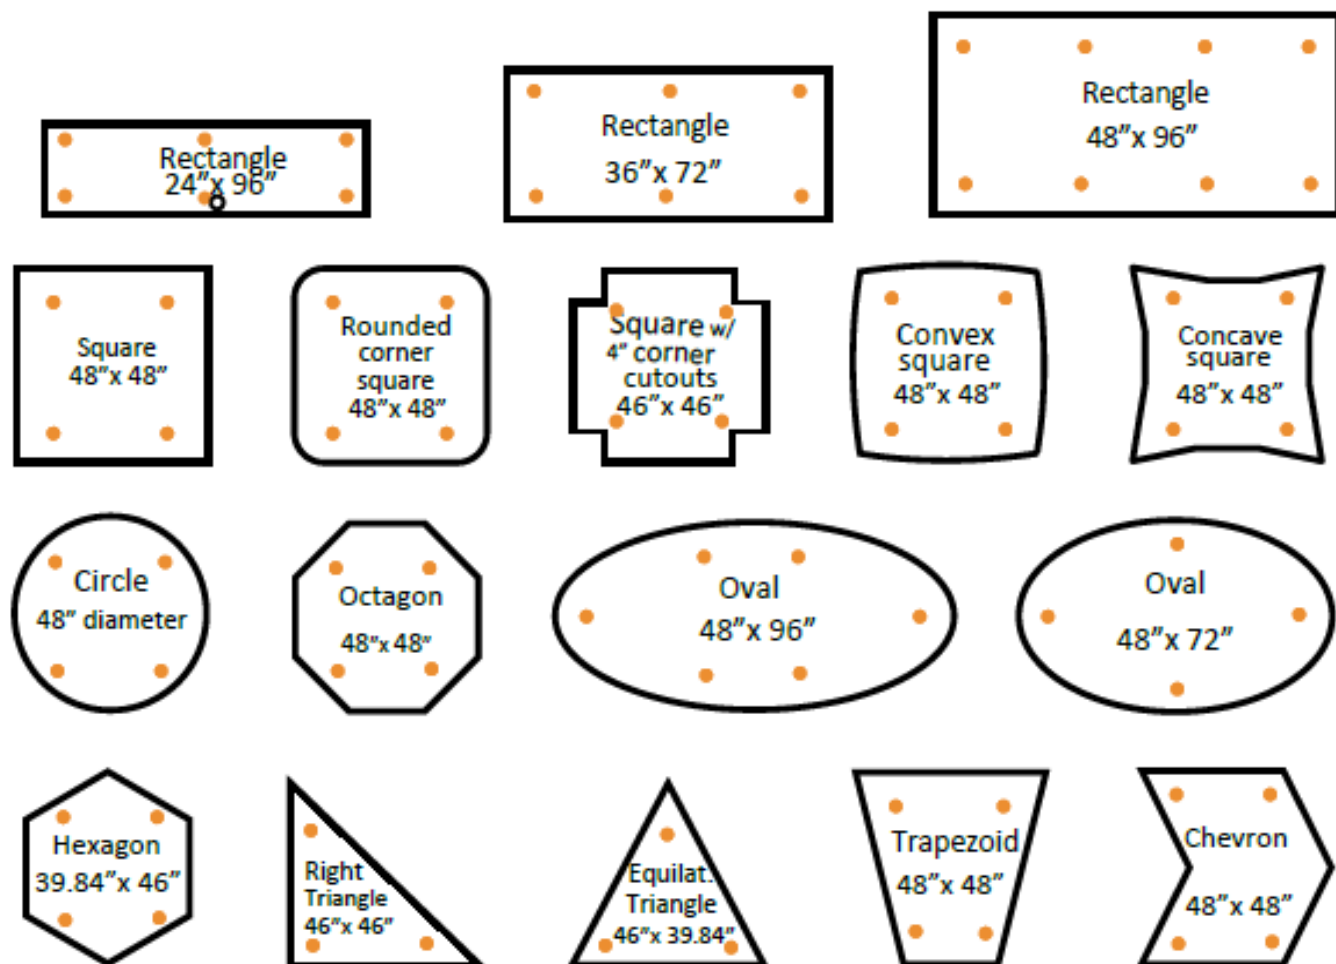 Rectangle
24”x 96”
Rectangle
36”x 72”
Rectangle
48”x 96”
Square
48”x 48”
Rounded
corner
square
48”x 48”
Square w/
4” corner
cutouts
46”x 46”
Convex
square
48”x 48”
Concave
square
48”x 48”
Circle
48” diameter
Octagon
48”x 48”
Oval
48”x 96”
Oval
48”x 72”
Hexagon
39.84”x 46”
Right
Triangle
46”x 46”
Equilat.
Triangle
46”x 39.84”
Trapezoid
48”x 48”
Chevron
48”x 48”